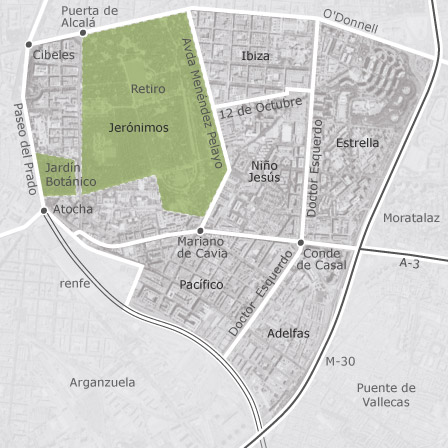 Puerta de
Alcalá
O'Donnell
Cibeles
Ibiza
Retiro
Avda Menéndez Pelayo
12 de Octubre
Jerónimos
Estrella
Paseo del Prado
Doctor Esquerdo
Jardín
Botánico
Niño
Jesús
Atocha
Moratalaz
Mariano
de Cavia
Conde
de Casal
A-3
renfe
Pacífico
Doctor Esquerdo
Adelfas
M-30
Arganzuela
Puente de
Vallecas